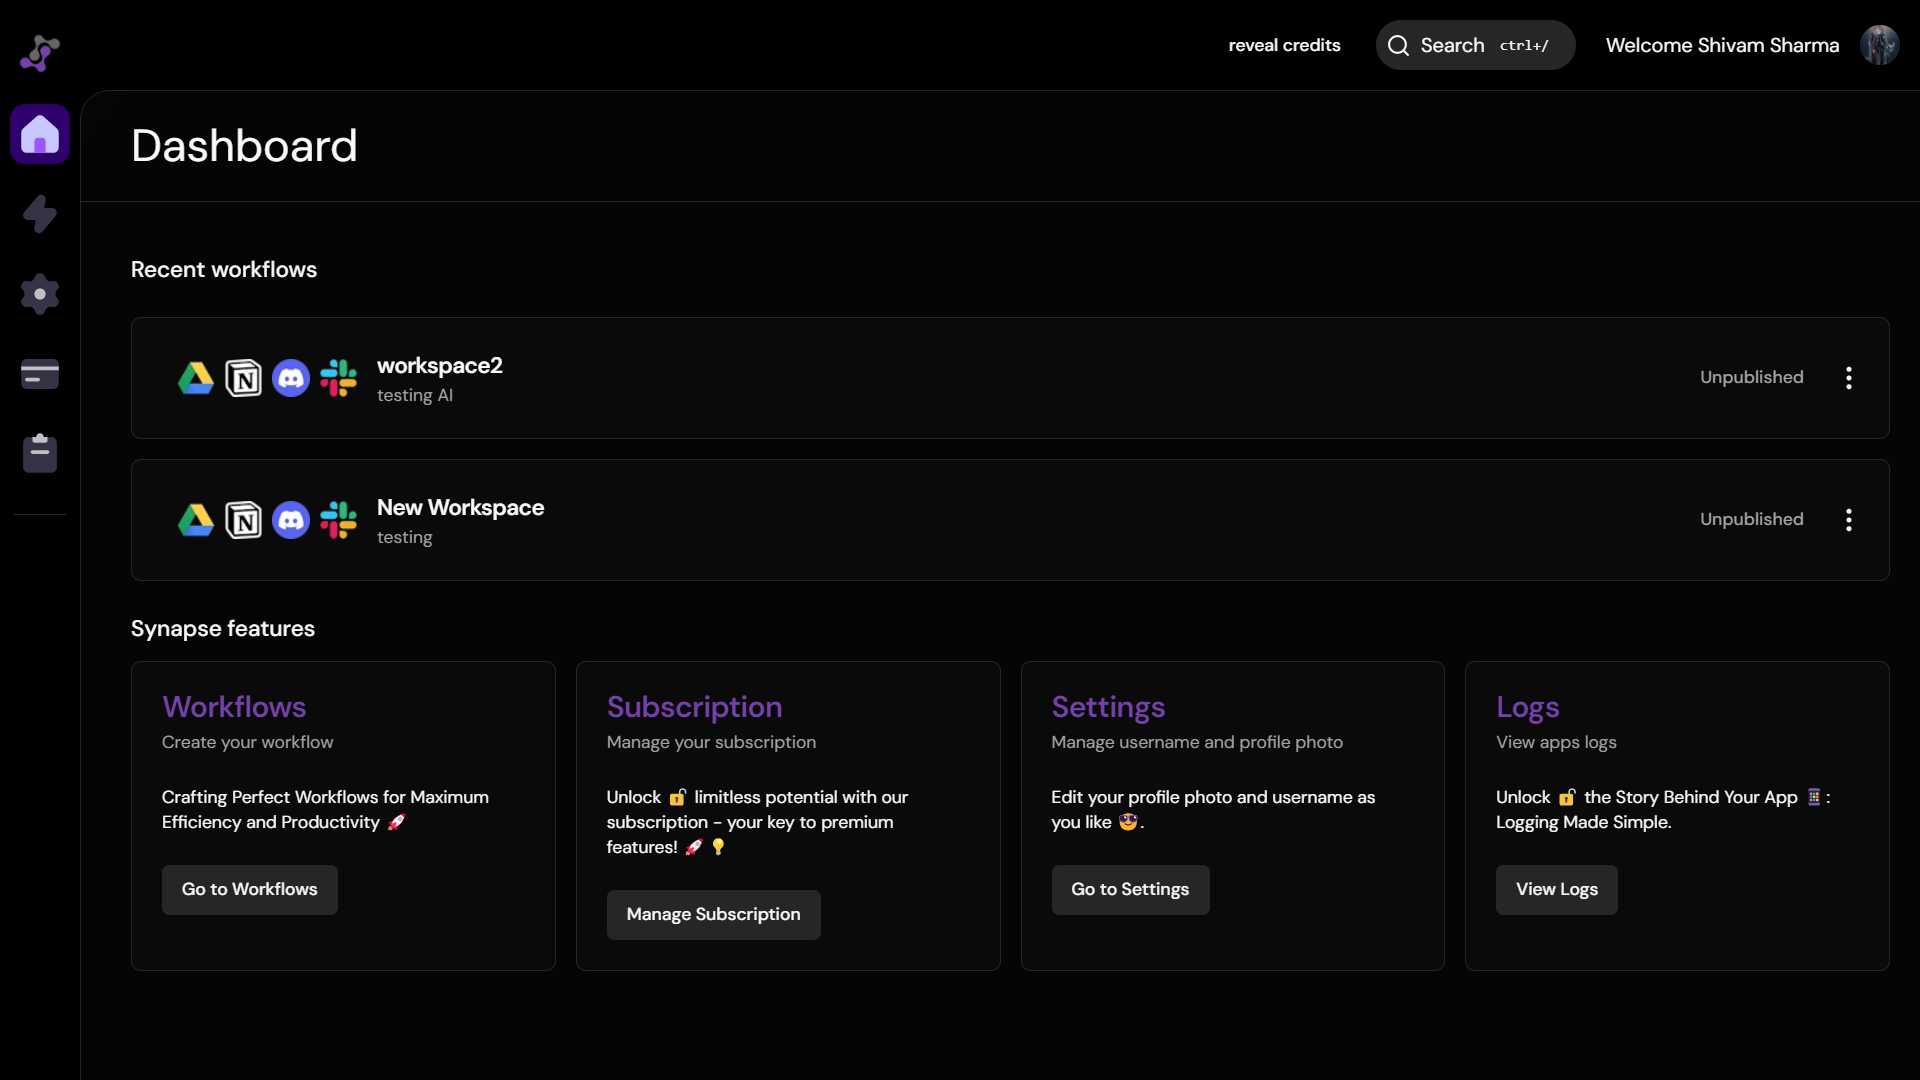 reveal credits
Search ctrl+/
Welcome Shivam Sharma
Dashboard
Recent workflows
workspace2
testing AI
Unpublished
New Workspace
testing
Unpublished
Synapse features
Workflows
Create your workflow
Crafting Perfect Workflows for Maximum
Efficiency and Productivity 🚀
Go to Workflows
Subscription
Manage your subscription
Unlock 🔓 limitless potential with our
subscription - your key to premium
features! 🚀 💡
Manage Subscription
Settings
Manage username and profile photo
Edit your profile photo and username as
you like 😎.
Go to Settings
Logs
View apps logs
Unlock 🔓 the Story Behind Your App 📱:
Logging Made Simple.
View Logs